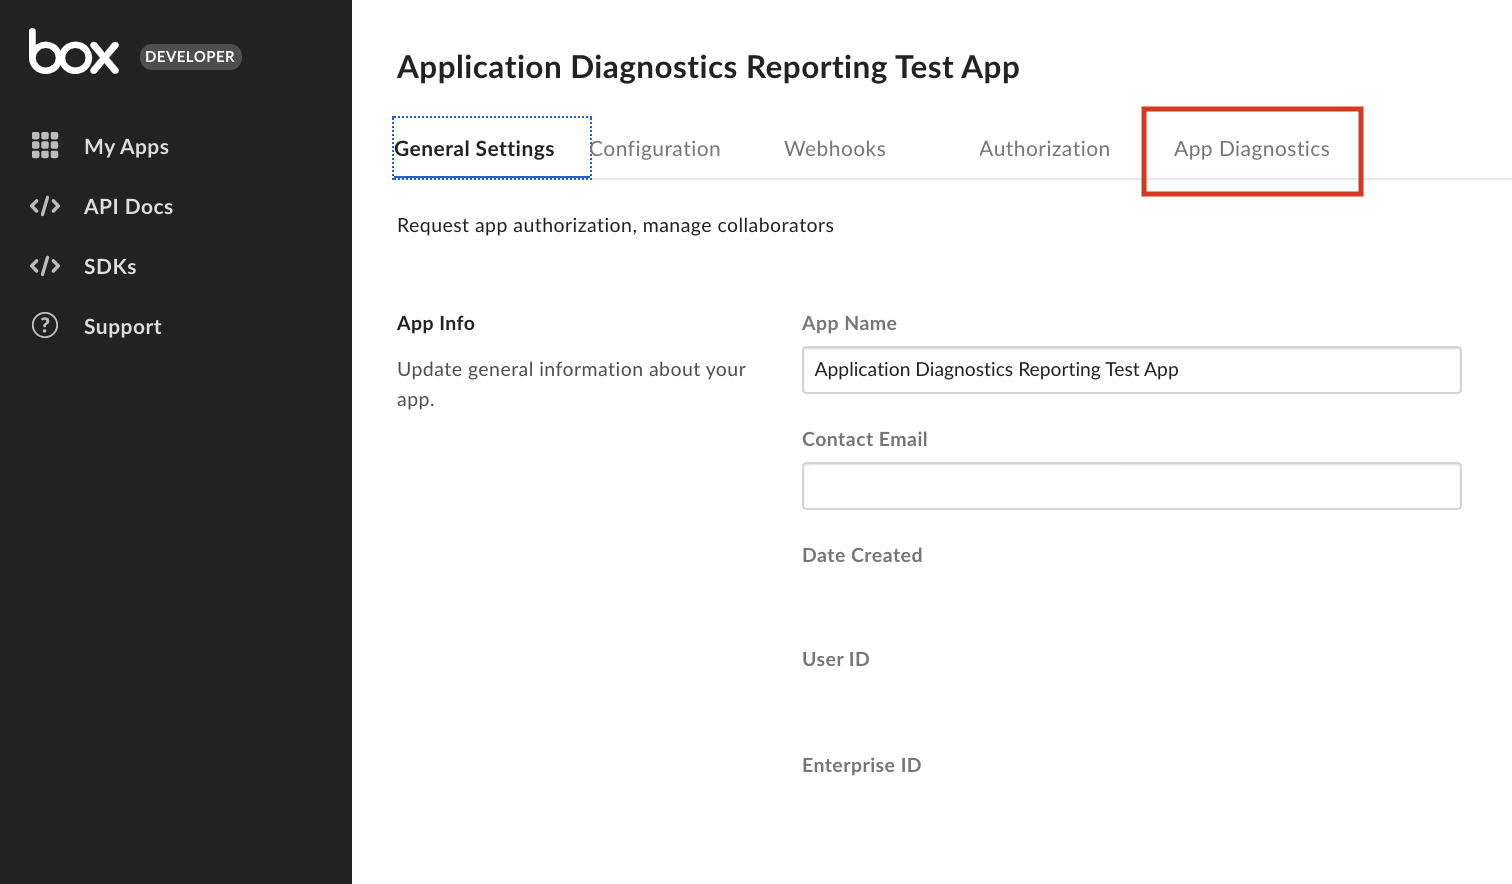 box DEVELOPER
My Apps
API Docs
SDKs
? Support
Application Diagnostics Reporting Test App
General Settings Configuration Webhooks Authorization App Diagnostics
Request app authorization, manage collaborators
App Info
Update general information about your
app.
App Name
Application Diagnostics Reporting Test App
Contact Email
Date Created
User ID
Enterprise ID